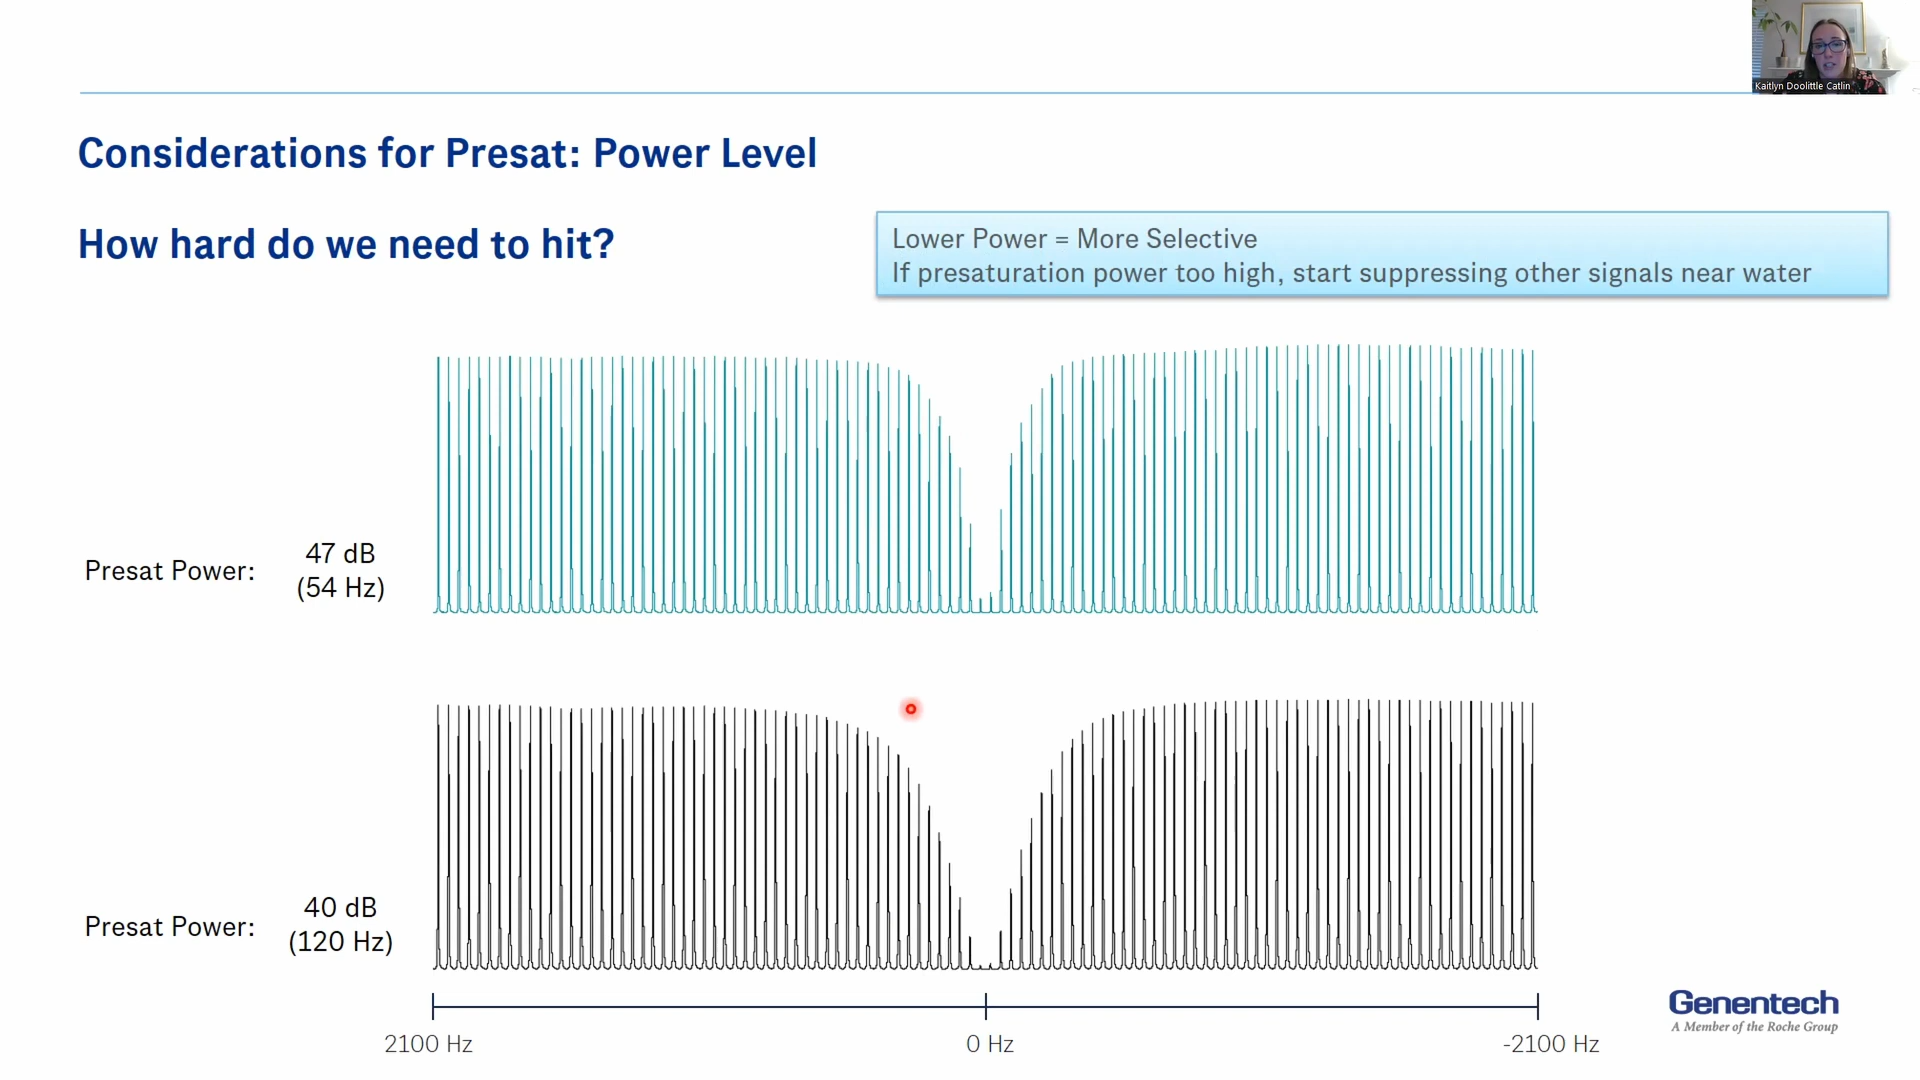 Kaitlyn Doolittle Catlin
Considerations for Presat: Power Level
How hard do we need to hit?
Lower Power = More Selective
If presaturation power too high, start suppressing other signals near water
Presat Power:
47 dB
(54 Hz)
Presat Power:
40 dB
(120 Hz)
2100 Hz
0 Hz
-2100 Hz
Genentech
A Member of the Roche Group